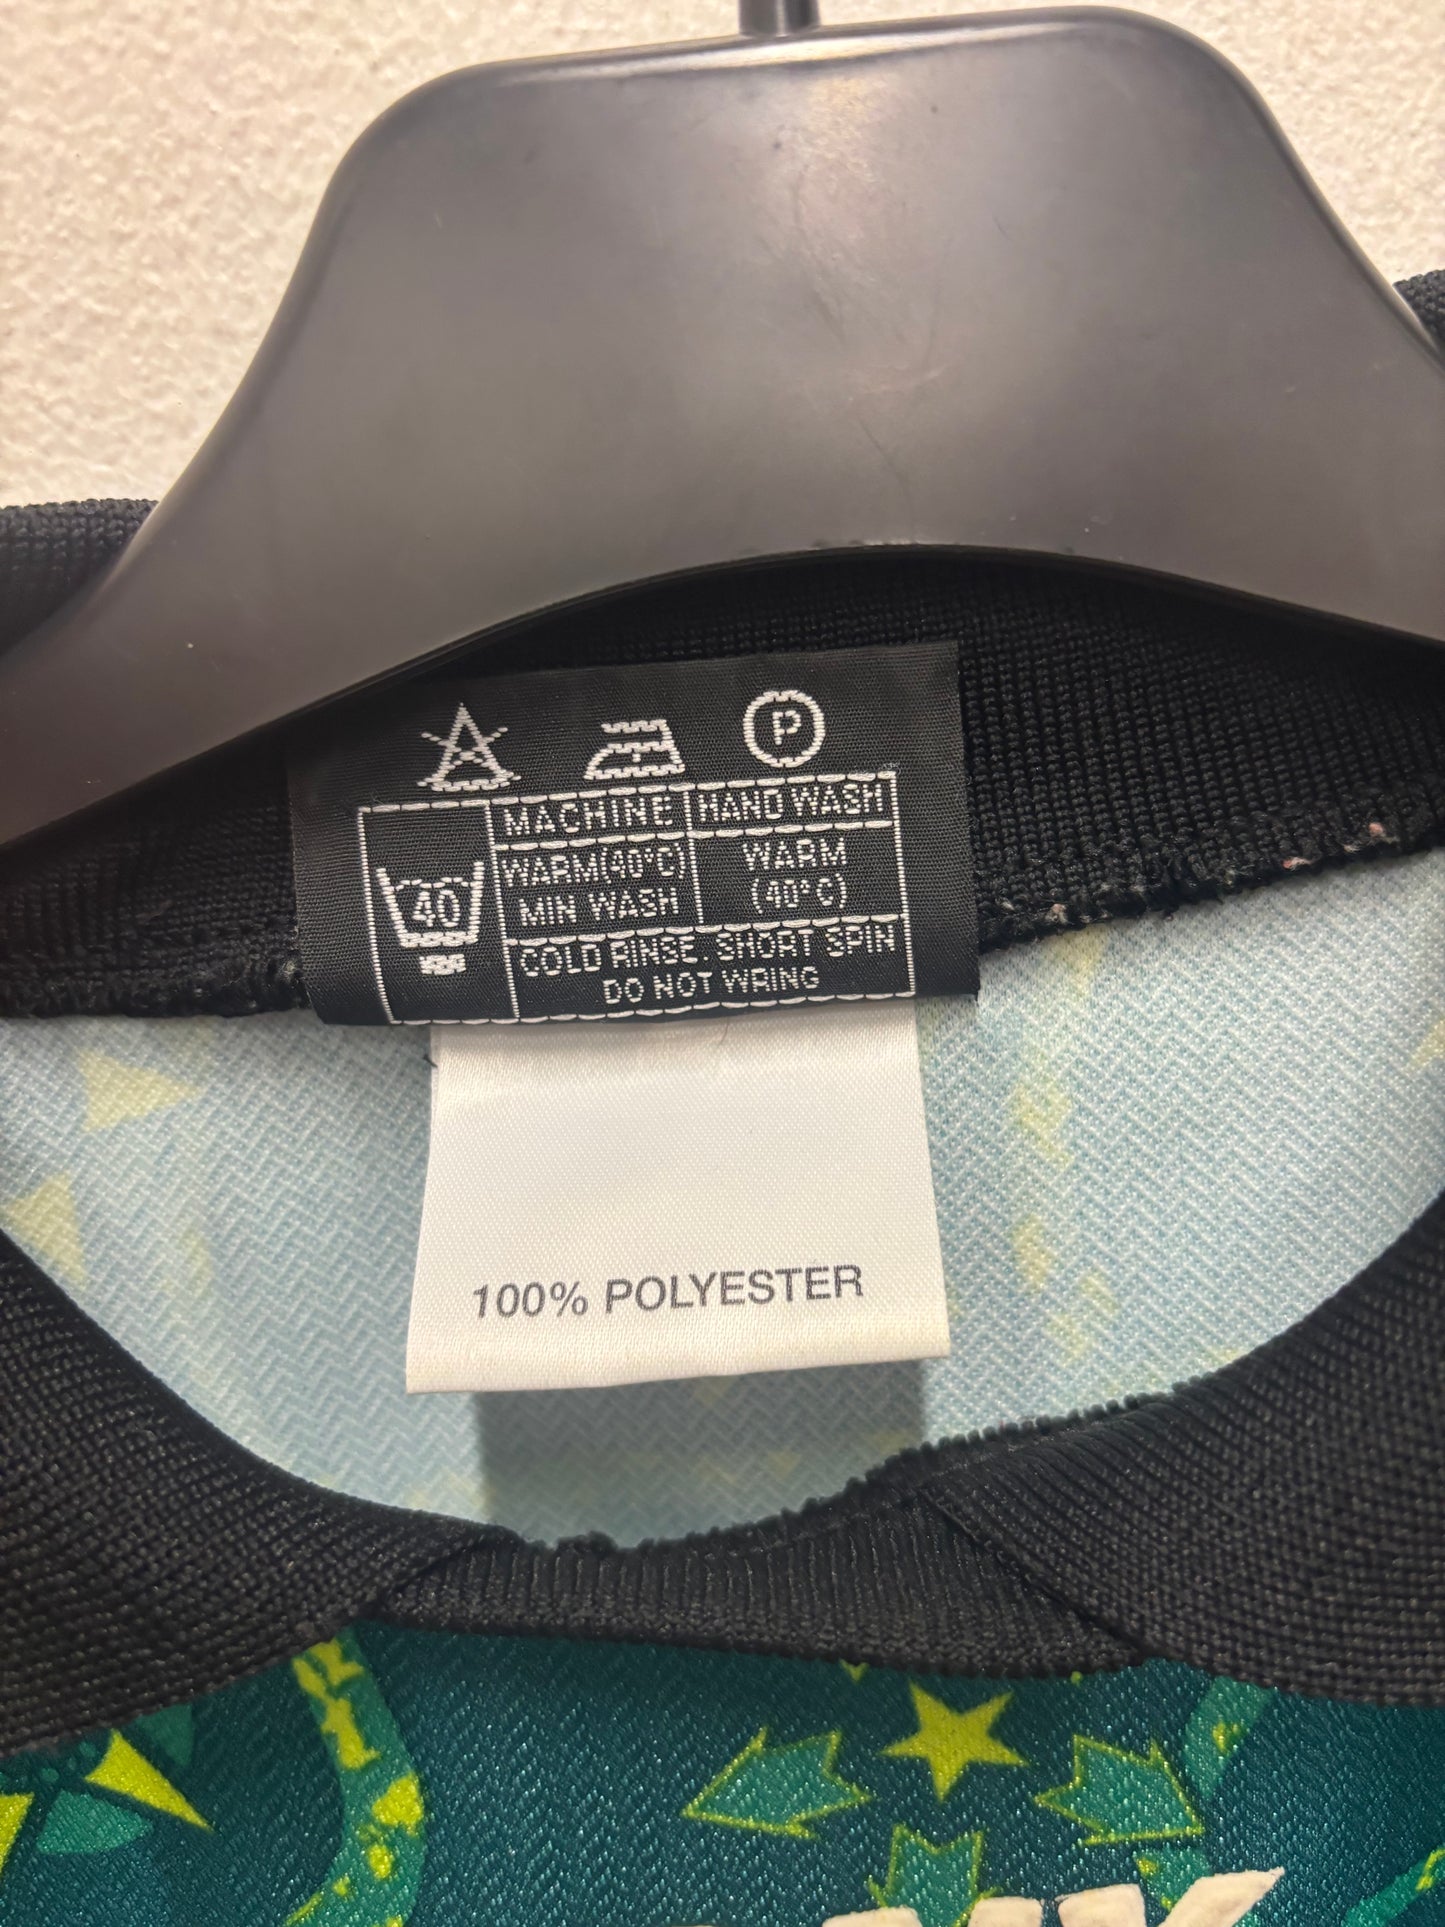 P
MACHINE HAND WASH
40
WARM(40°C) WARM
MIN WASH (40°C)
COLD RINSE. SHORT SPIN
DO NOT WRING
100% POLYESTER